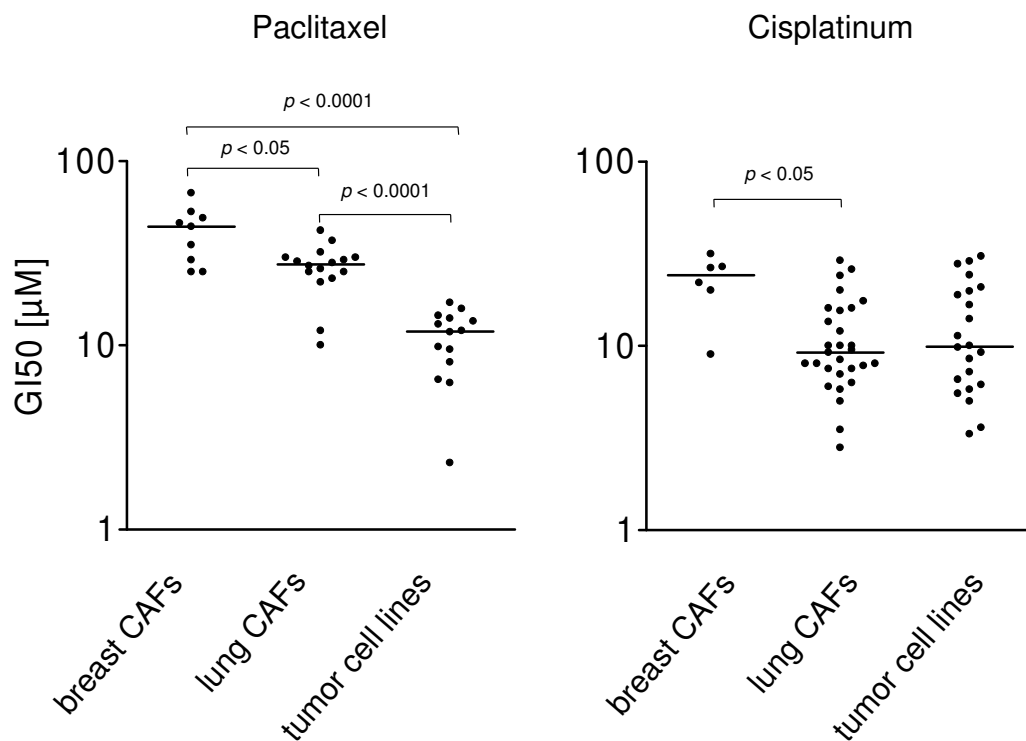 Paclitaxel
Cisplatinum
p < 0.0001
p < 0.05
p < 0.0001
p < 0.05
GI50 [µM]
100
10
1
100
10
1
breast CAFs
lung CAFs
tumor cell lines
breast CAFs
lung CAFs
tumor cell lines